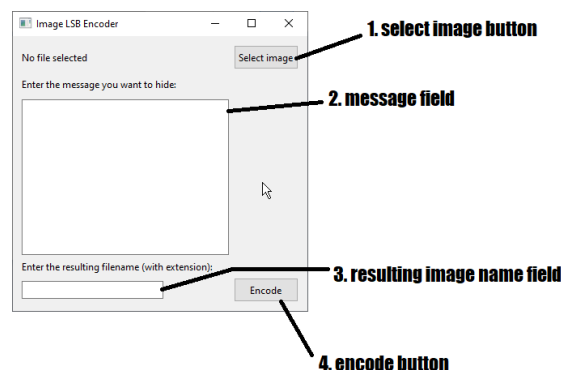 Image LSB Encoder
1. select image button
No file selected
Select image
Enter the message you want to hide:
2. message field
Enter the resulting filename (with extension):
3. resulting image name field
Encode
4. encode button